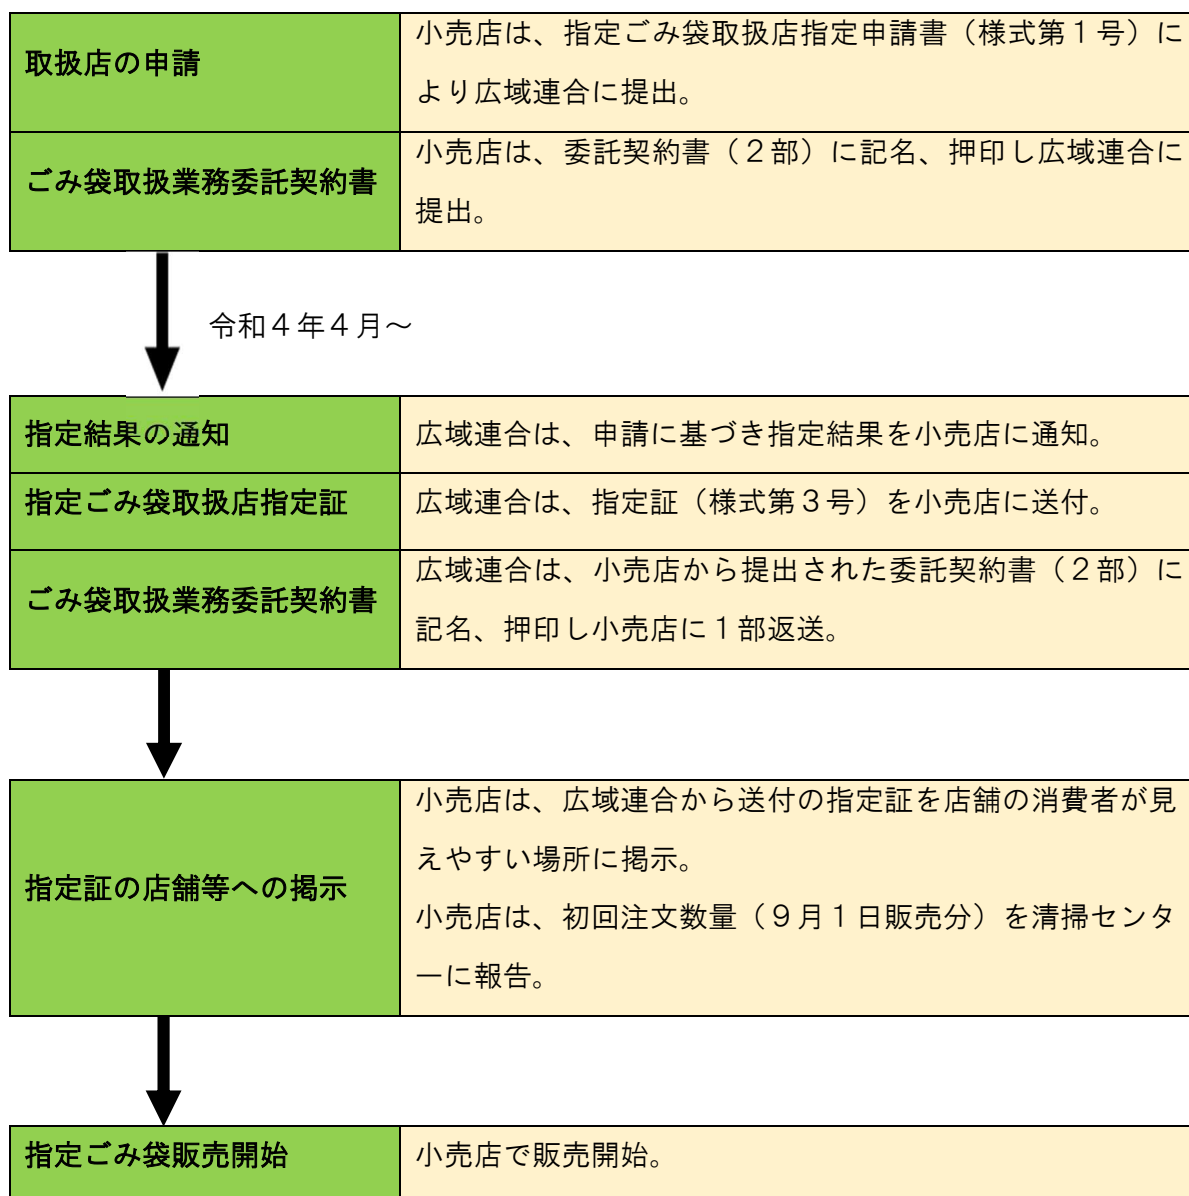 取扱店の申請
小売店は、指定ごみ袋取扱店指定申請書（様式第１号）に
より広域連合に提出。
ごみ袋取扱業務委託契約書
小売店は、委託契約書（２部）に記名、押印し広域連合に
提出。
令和４年４月～
指定結果の通知
広域連合は、申請に基づき指定結果を小売店に通知。
指定ごみ袋取扱店指定証
広域連合は、指定証（様式第３号）を小売店に送付。
ごみ袋取扱業務委託契約書
広域連合は、小売店から提出された委託契約書（２部）に
記名、押印し小売店に１部返送。
指定証の店舗等への掲示
小売店は、広域連合から送付の指定証を店舗の消費者が見
えやすい場所に掲示。
小売店は、初回注文数量（９月１日販売分）を清掃センタ
ーに報告。
指定ごみ袋販売開始
小売店で販売開始。